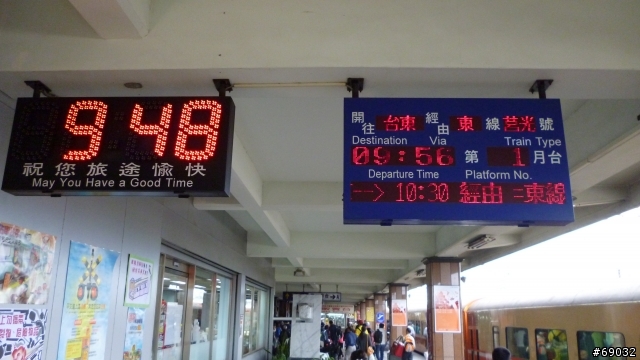 9 48
祝您旅途愉快
May You Have a Good Time
開往 台東 經由 東 線 莒光 號
Destination Via Train Type
09:56 第 1 月台
Departure Time Platform No.
--> 10:30 經由 =東線
#69032